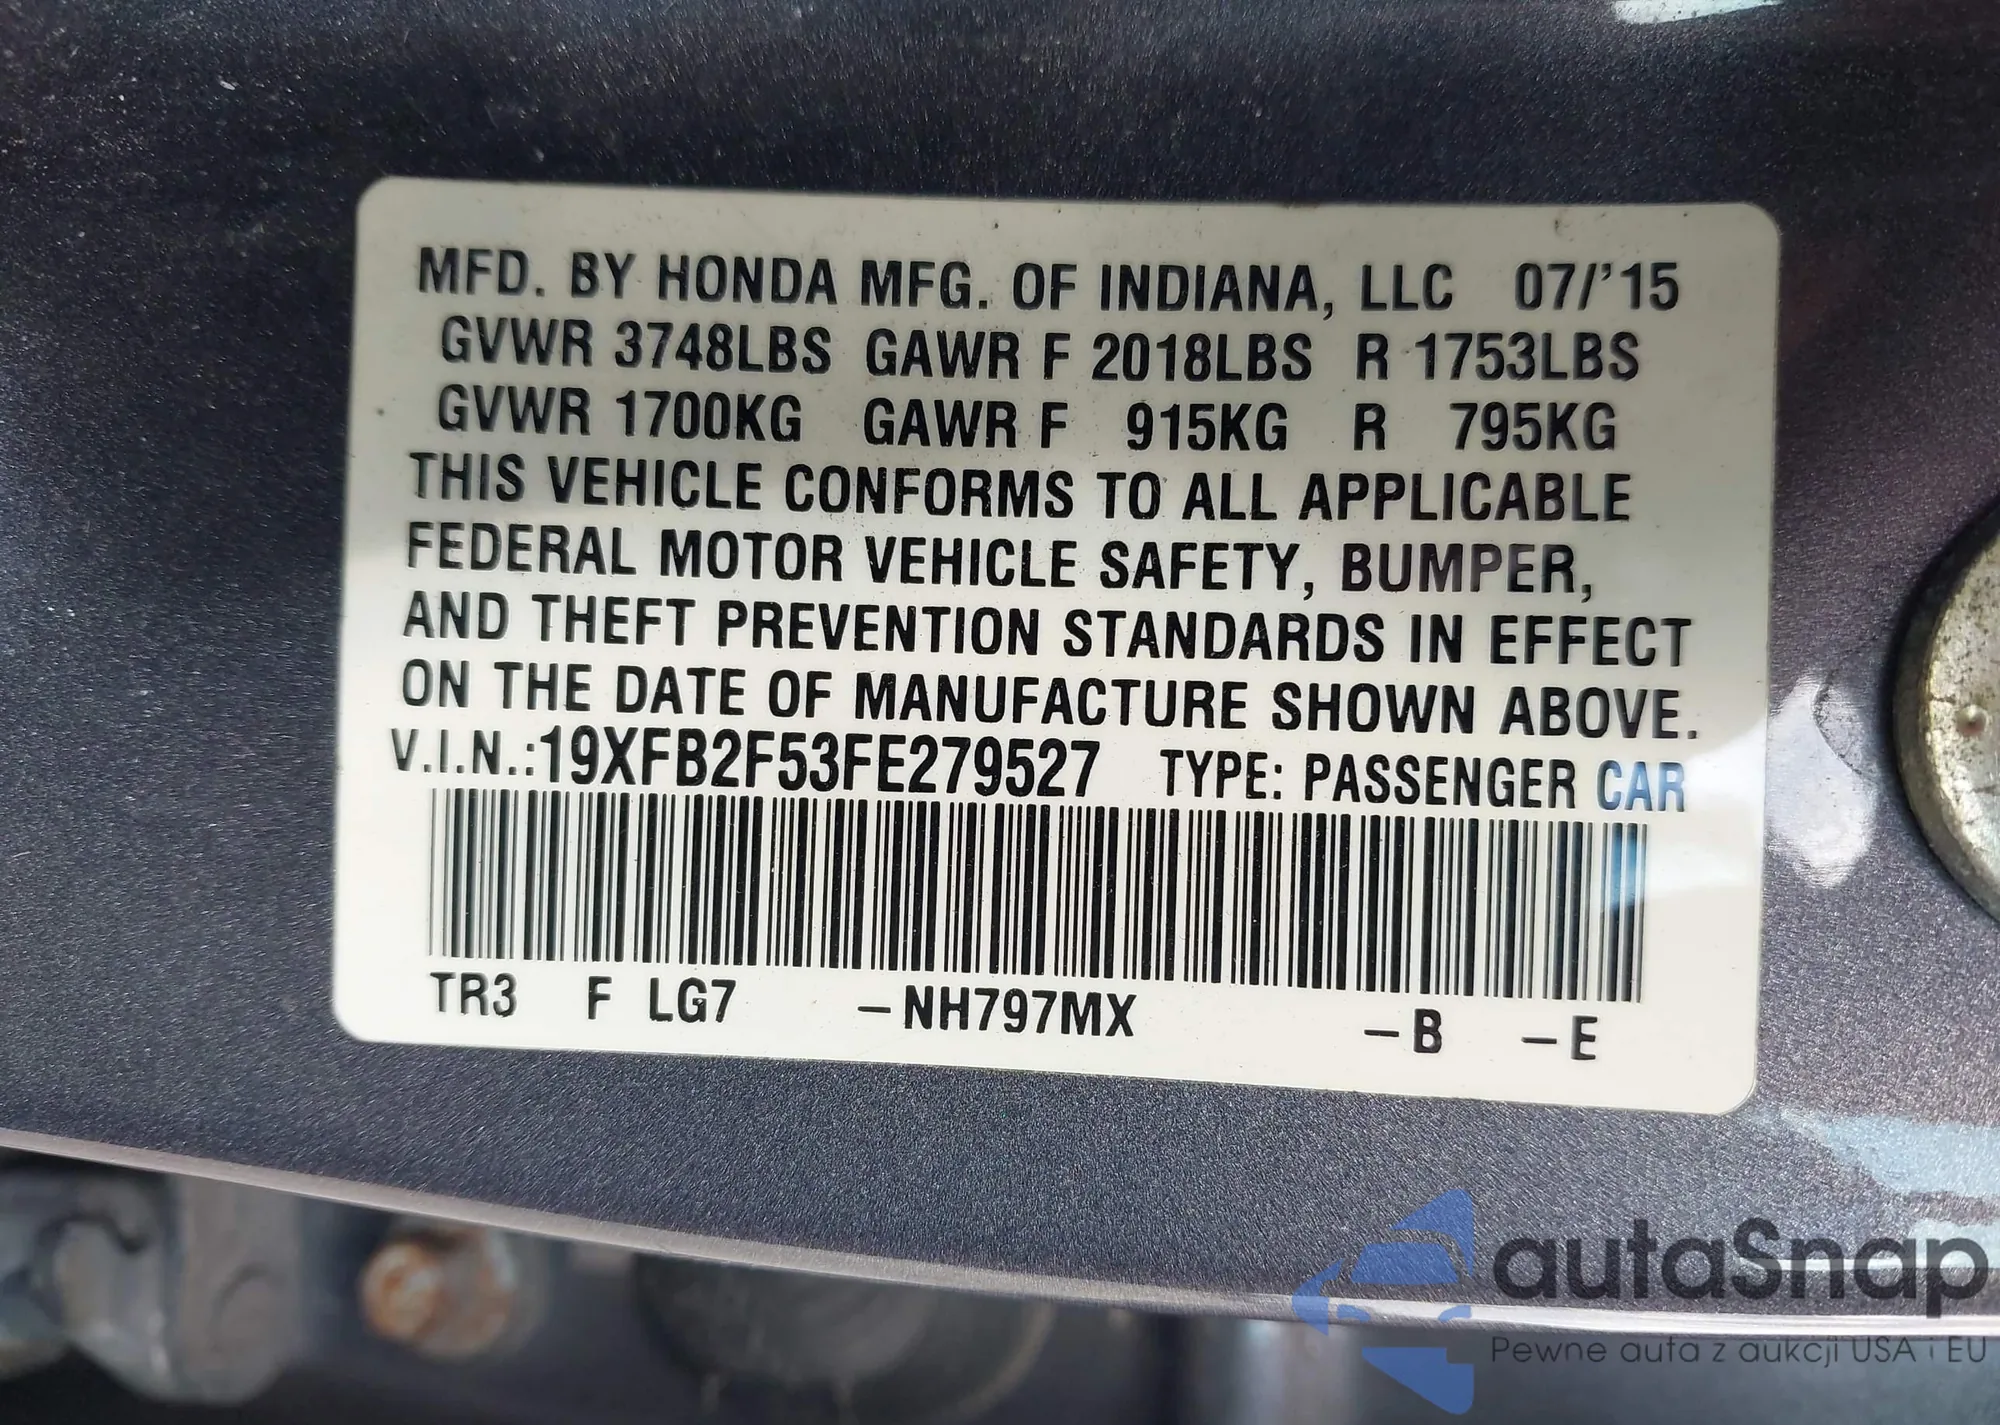 MFD. BY HONDA MFG. OF INDIANA, LLC 07/'15
GVWR 3748LBS GAWR F 2018LBS R 1753LBS
GVWR 1700KG GAWR F 915KG R 795KG
THIS VEHICLE CONFORMS TO ALL APPLICABLE
FEDERAL MOTOR VEHICLE SAFETY, BUMPER,
AND THEFT PREVENTION STANDARDS IN EFFECT
ON THE DATE OF MANUFACTURE SHOWN ABOVE.
V.I.N.:19XFB2F53FE279527 TYPE: PASSENGER CAR
TR3 F LG7 -NH797MX -B -E
autaSnap
Pewne auta z aukcji USA i EU